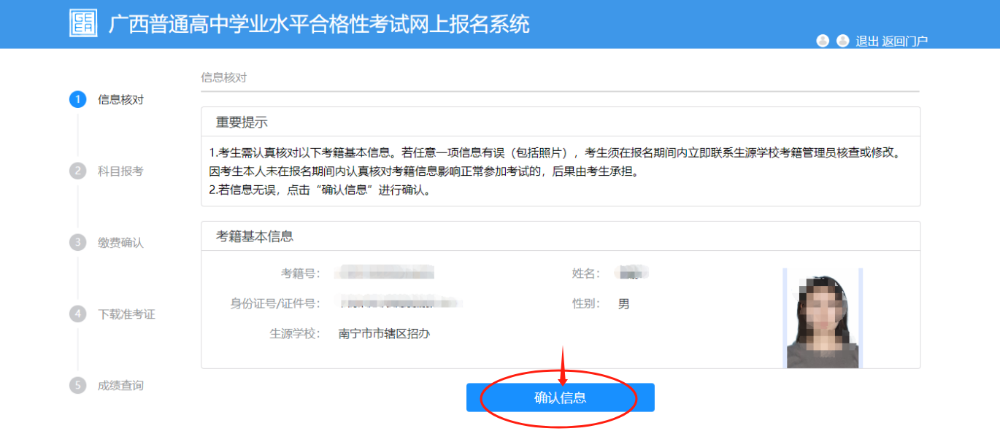 GEEA
广西普通高中学业水平合格性考试网上报名系统
退出 返回门户
信息核对
1 信息核对
2 科目报考
3 缴费确认
4 下载准考证
5 成绩查询
重要提示
1.考生需认真核对以下考籍基本信息。若任意一项信息有误（包括照片），考生须在报名期间内立即联系生源学校考籍管理员核查或修改。
因考生本人未在报名期间内认真核对考籍信息影响正常参加考试的，后果由考生承担。
2.若信息无误，点击“确认信息”进行确认。
考籍基本信息
考籍号： 姓名：
身份证号/证件号： 性别： 男
生源学校： 南宁市市辖区招办
确认信息